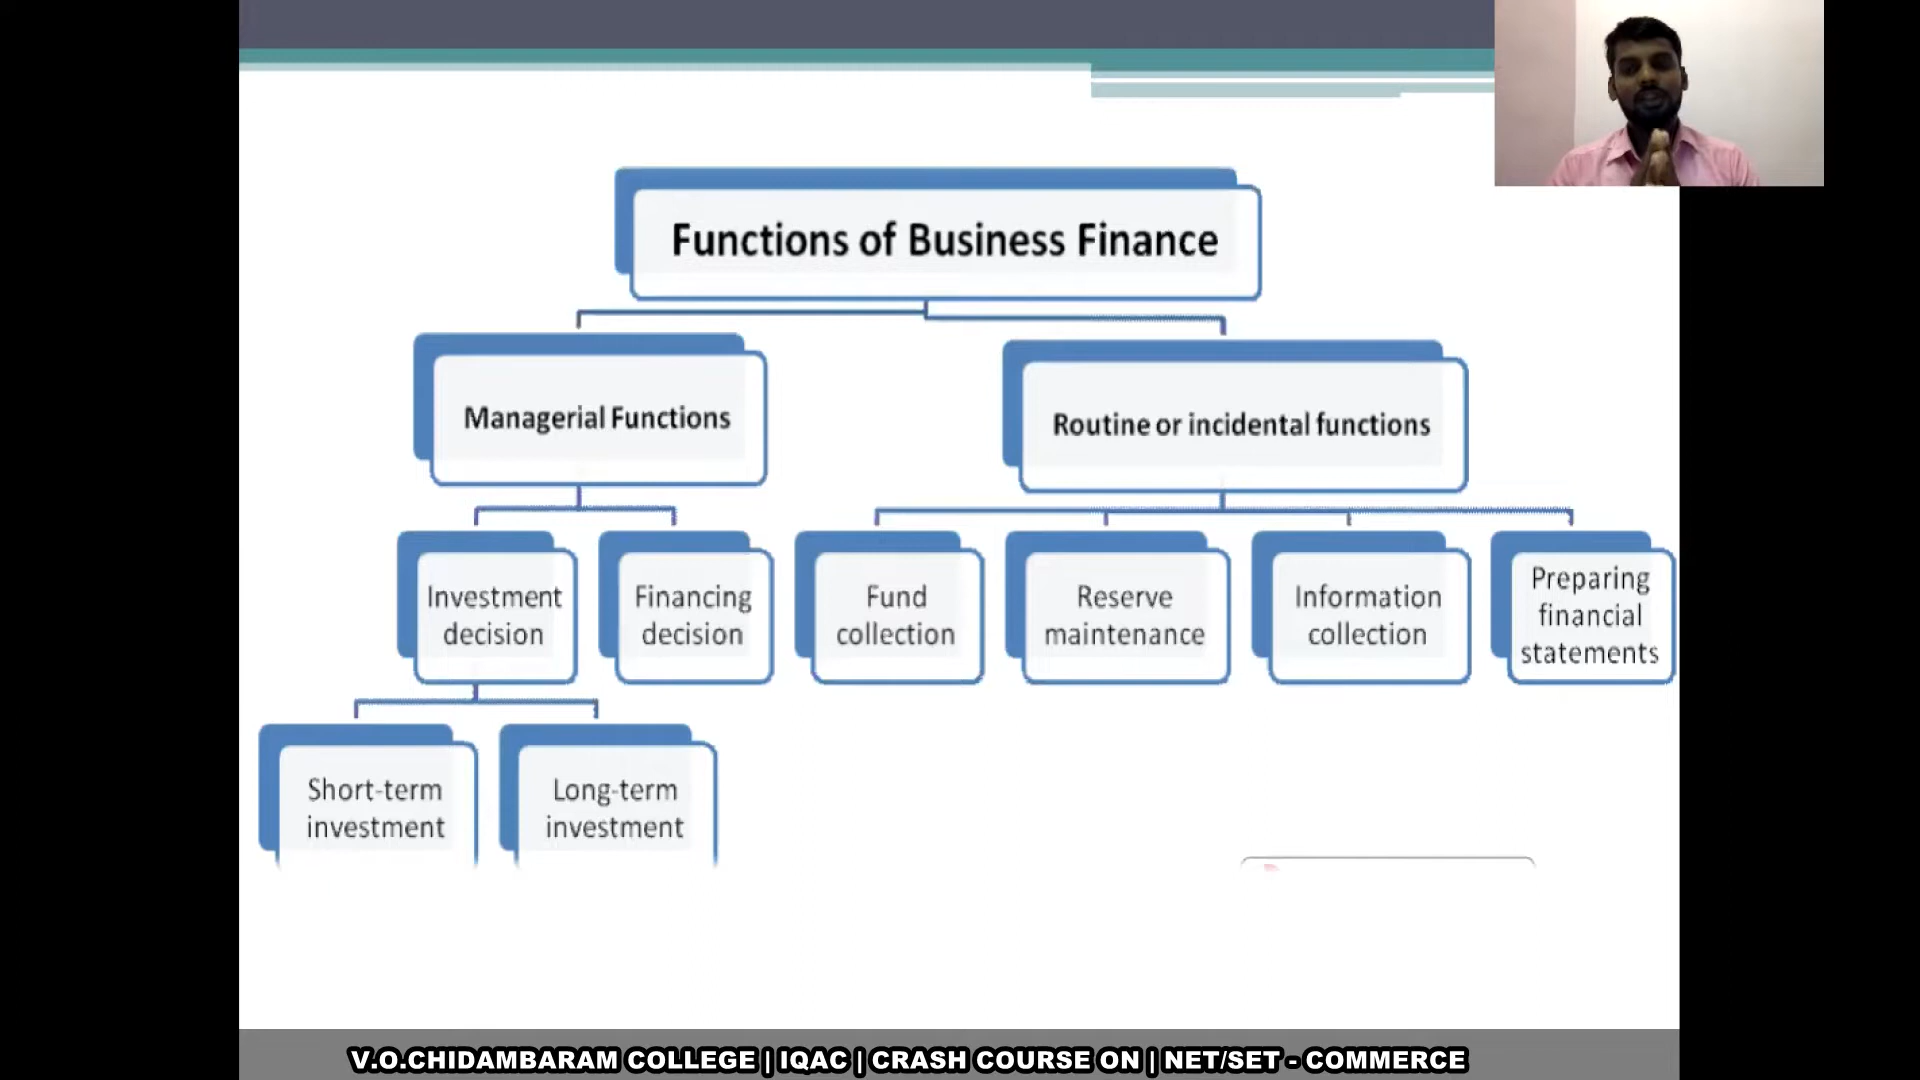 Functions of Business Finance
Managerial Functions
Routine or incidental functions
Investment
decision
Financing
decision
Fund
collection
Reserve
maintenance
Information
collection
Preparing
financial
statements
Short-term
investment
Long-term
investment
V.O.CHIDAMBARAM COLLEGE | IQAC | CRASH COURSE ON | NET/SET - COMMERCE